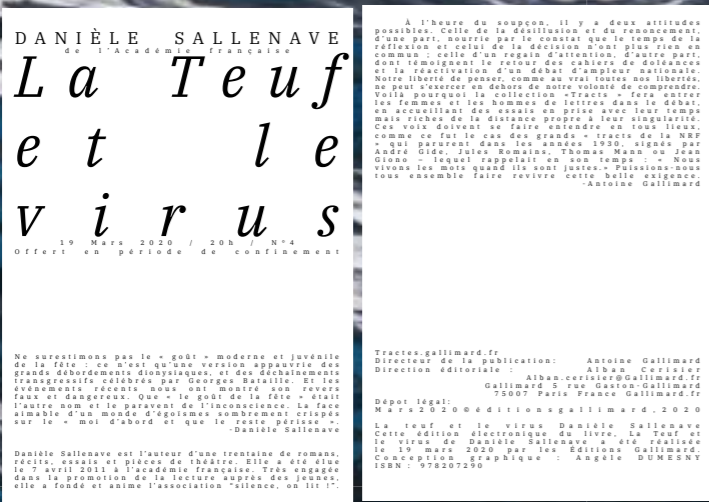 DANIÈLE SALLENAVE
de l'Académie française
La Teuf
et le
virus
19 Mars 2020 / 20h / N°4
Offert en période de confinement
Ne surestimons pas le « goût » moderne et juvénile
de la fête : ce n'est qu'une version appauvrie des
grands débordements dionysiaques, et des déchaînements
transgressifs célébrés par Georges Bataille. Et les
événements récents nous ont montré son revers
faux et dangereux. Que « le goût de la fête » était
l'autre nom et le paravent de l'inconscience. La face
aimable d'un monde d'égoïsmes sombrement crispés
sur le « moi d'abord et que le reste périsse ».
-Danièle Sallenave
Danièle Sallenave est l'auteur d'une trentaine de romans,
récits, essais et pièces de théâtre. Elle a été élue
le 7 avril 2011 à l'académie française. Très engagée
dans la promotion de la lecture auprès des jeunes,
elle a fondé et anime l'association "silence, on lit !".
À l'heure du soupçon, il y a deux attitudes
possibles. Celle de la désillusion et du renoncement,
d'une part, nourrie par le constat que le temps de la
réflexion et celui de la décision n'ont plus rien en
commun ; celle d'un regain d'attention, d'autre part,
dont témoignent le retour des cahiers de doléances
et la réactivation d'un débat d'ampleur nationale.
Notre liberté de penser, comme au vrai toutes nos libertés,
ne peut s'exercer en dehors de notre volonté de comprendre.
Voilà pourquoi la collection «Tracts » fera entrer
les femmes et les hommes de lettres dans le débat,
en accueillant des essais en prise avec leur temps
mais riches de la distance propre à leur singularité.
Ces voix doivent se faire entendre en tous lieux,
comme ce fut le cas des grands « tracts de la NRF
» qui parurent dans les années 1930, signés par
André Gide, Jules Romains, Thomas Mann ou Jean
Giono – lequel rappelait en son temps : « Nous
vivons les mots quand ils sont justes.» Puissions-nous
tous ensemble faire revivre cette belle exigence.
-Antoine Gallimard
Tractes.gallimard.fr
Directeur de la publication: Antoine Gallimard
Direction éditoriale : Alban Cerisier
Alban.cerisier@Gallimard.fr
Gallimard 5 rue Gaston-Gallimard
75007 Paris France Gallimard.fr
Dépot légal:
Mars2020©éditionsgallimard,2020
La teuf et le virus Danièle Sallenave
Cette édition électronique du livre, La Teuf et
le virus de Danièle Sallenave a été réalisée
le 19 mars 2020 par les Éditions Gallimard.
Conception graphique : Angèle DUMESNY
ISBN : 978207290